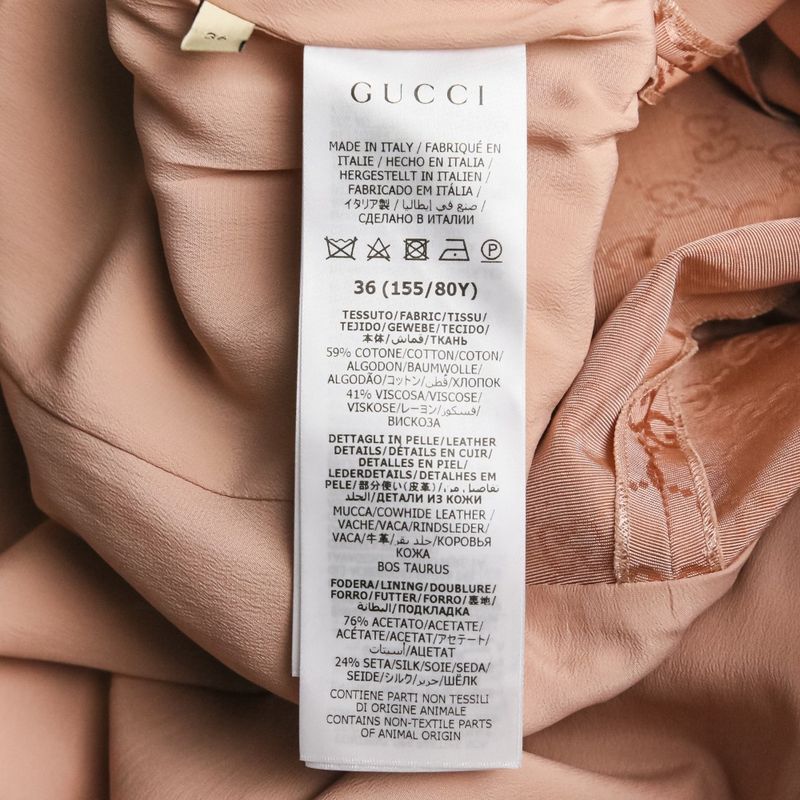 36
GUCCI
MADE IN ITALY / FABRIQUÉ EN
ITALIE / HECHO EN ITALIA /
HERGESTELLT IN ITALIEN /
FABRICADO EM ITÁLIA /
イタリア製 / صنع في إيطاليا /
СДЕЛАНО В ИТАЛИИ
P
36 (155/80Y)
TESSUTO/FABRIC/TISSU/
TEJIDO/GEWEBE/TECIDO/
本体/قماش/ТКАНЬ
59% COTONE/COTTON/COTON/
ALGODON/BAUMWOLLE/
ALGODÃO/コットン/قطن/ХЛОПОК
41% VISCOSA/VISCOSE/
VISKOSE/レーヨン/فسكوز/
ВИСКОЗА
DETTAGLI IN PELLE/LEATHER
DETAILS/DÉTAILS EN CUIR/
DETALLES EN PIEL/
LEDERDETAILS/DETALHES EM
PELE/部分使い(皮革)/تفاصيل من
الجلد/ДЕТАЛИ ИЗ КОЖИ
MUCCA/COWHIDE LEATHER /
VACHE/VACA/RINDSLEDER/
VACA/牛革/جلد بقر/КОРОВЬЯ
КОЖА
BOS TAURUS
FODERA/LINING/DOUBLURE/
FORRO/FUTTER/FORRO/裏地/
البطانة/ПОДКЛАДКА
76% ACETATO/ACETATE/
ACÉTATE/ACETAT/アセテート/
أسيتات/АЦЕТАТ
24% SETA/SILK/SOIE/SEDA/
SEIDE/シルク/حرير/ШЁЛК
CONTIENE PARTI NON TESSILI
DI ORIGINE ANIMALE
CONTAINS NON-TEXTILE PARTS
OF ANIMAL ORIGIN